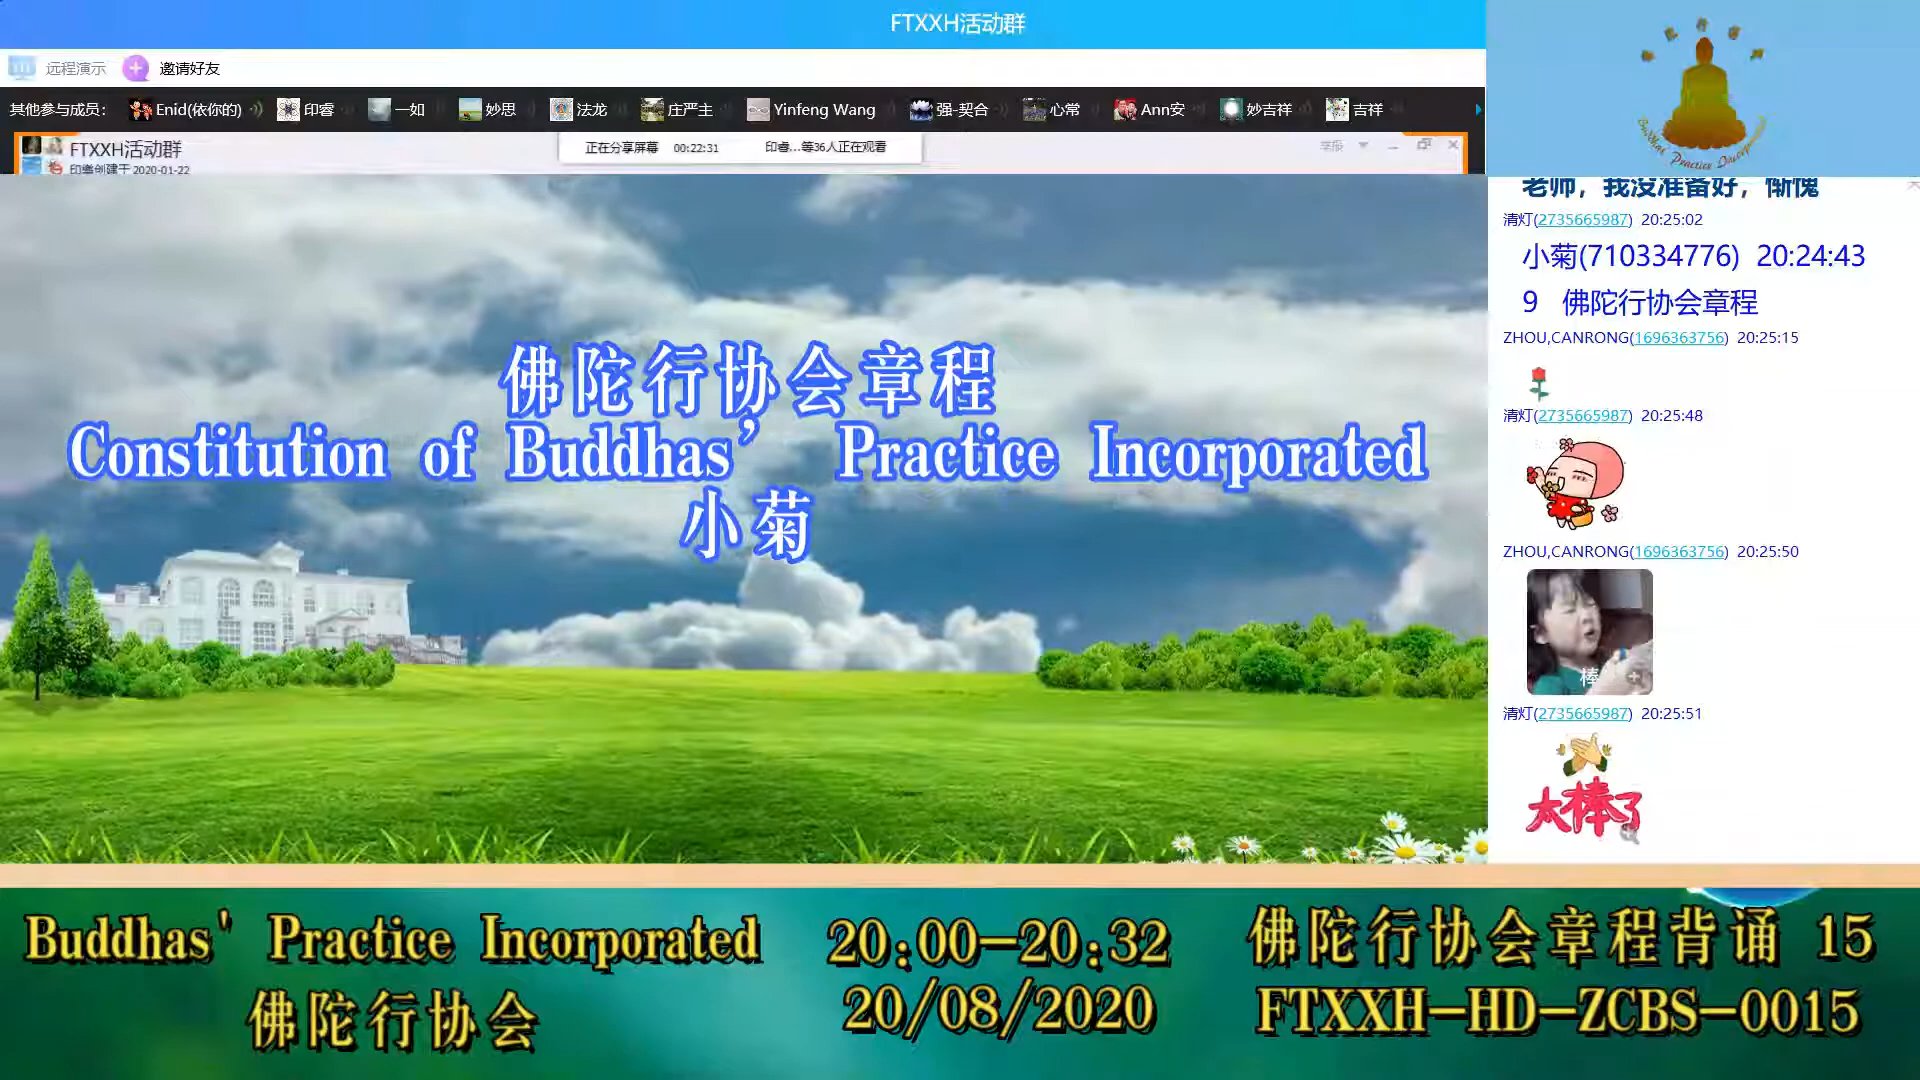 FTXXH活动群
远程演示 邀请好友
其他参与成员： Enid(依你的) 印睿 一如 妙思 法龙 庄严主 Yinfeng Wang 强-契合 心常 Ann安 妙吉祥 吉祥
FTXXH活动群
正在分享屏幕 00:22:31 印睿...等36人正在观看
举报
2020-01-22
佛陀行协会章程
Constitution of Buddhas’ Practice Incorporated
小菊
老师，我没准备好，惭愧
清灯(2735665987) 20:25:02
小菊(710334776) 20:24:43
9 佛陀行协会章程
ZHOU,CANRONG(1696363756) 20:25:15
清灯(2735665987) 20:25:48
ZHOU,CANRONG(1696363756) 20:25:50
棒
清灯(2735665987) 20:25:51
太棒了
Buddhas' Practice Incorporated
佛陀行协会
20:00-20:32
20/08/2020
佛陀行协会章程背诵 15
FTXXH-HD-ZCBS-0015